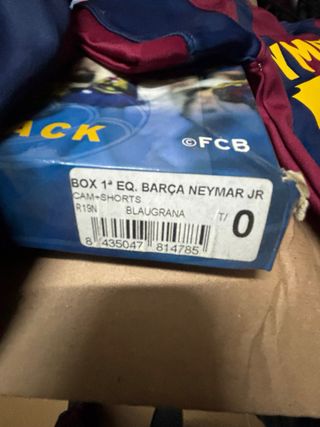 ACK
©FCB
BOX 1ª EQ. BARÇA NEYMAR JR
CAM+SHORTS
R19N BLAUGRANA T/ 0
8 435047 814785